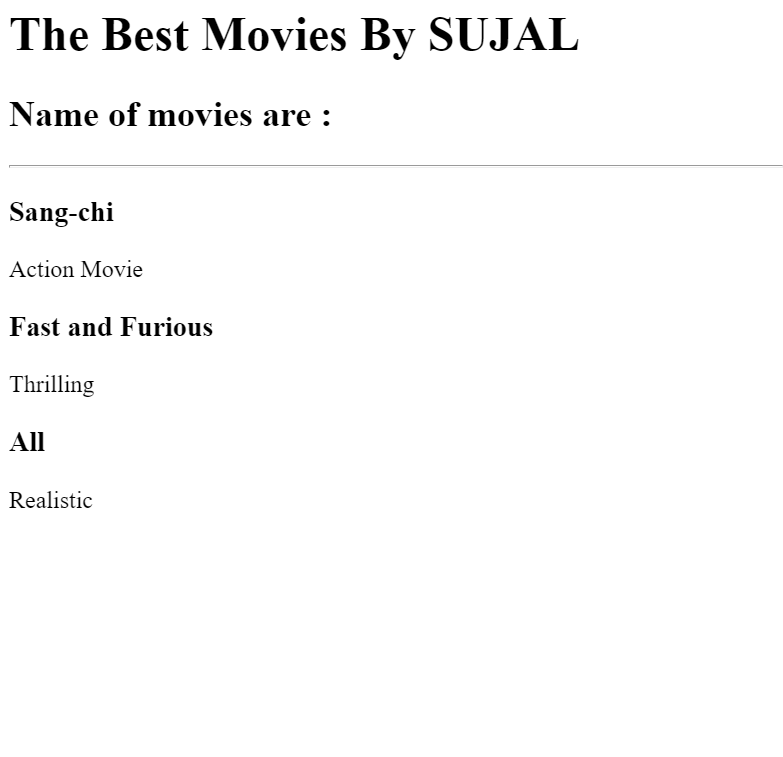 The Best Movies By SUJAL
Name of movies are :
Sang-chi
Action Movie
Fast and Furious
Thrilling
All
Realistic